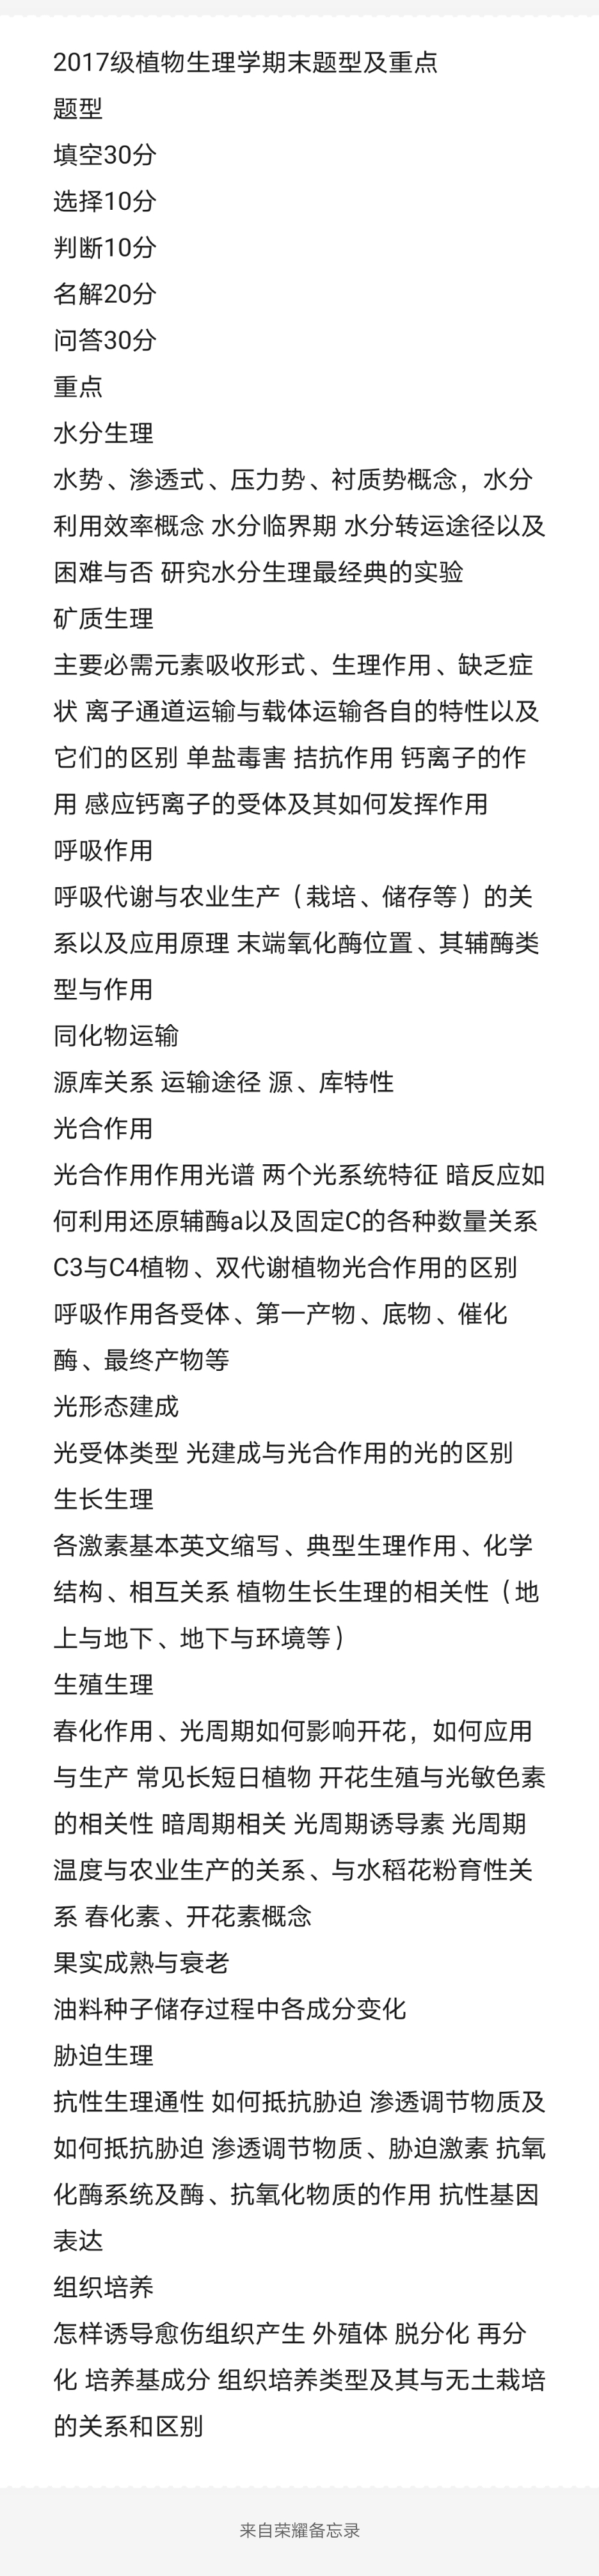 2017级植物生理学期末题型及重点
题型
填空30分
选择10分
判断10分
名解20分
问答30分
重点
水分生理
水势、渗透式、压力势、衬质势概念，水分
利用效率概念 水分临界期 水分转运途径以及
困难与否 研究水分生理最经典的实验
矿质生理
主要必需元素吸收形式、生理作用、缺乏症
状 离子通道运输与载体运输各自的特性以及
它们的区别 单盐毒害 拮抗作用 钙离子的作
用 感应钙离子的受体及其如何发挥作用
呼吸作用
呼吸代谢与农业生产（栽培、储存等）的关
系以及应用原理 末端氧化酶位置、其辅酶类
型与作用
同化物运输
源库关系 运输途径 源、库特性
光合作用
光合作用作用光谱 两个光系统特征 暗反应如
何利用还原辅酶a以及固定C的各种数量关系
C3与C4植物、双代谢植物光合作用的区别
呼吸作用各受体、第一产物、底物、催化
酶、最终产物等
光形态建成
光受体类型 光建成与光合作用的光的区别
生长生理
各激素基本英文缩写、典型生理作用、化学
结构、相互关系 植物生长生理的相关性（地
上与地下、地下与环境等）
生殖生理
春化作用、光周期如何影响开花，如何应用
与生产 常见长短日植物 开花生殖与光敏色素
的相关性 暗周期相关 光周期诱导素 光周期
温度与农业生产的关系、与水稻花粉育性关
系 春化素、开花素概念
果实成熟与衰老
油料种子储存过程中各成分变化
胁迫生理
抗性生理通性 如何抵抗胁迫 渗透调节物质及
如何抵抗胁迫 渗透调节物质、胁迫激素 抗氧
化酶系统及酶、抗氧化物质的作用 抗性基因
表达
组织培养
怎样诱导愈伤组织产生 外殖体 脱分化 再分
化 培养基成分 组织培养类型及其与无土栽培
的关系和区别
来自荣耀备忘录